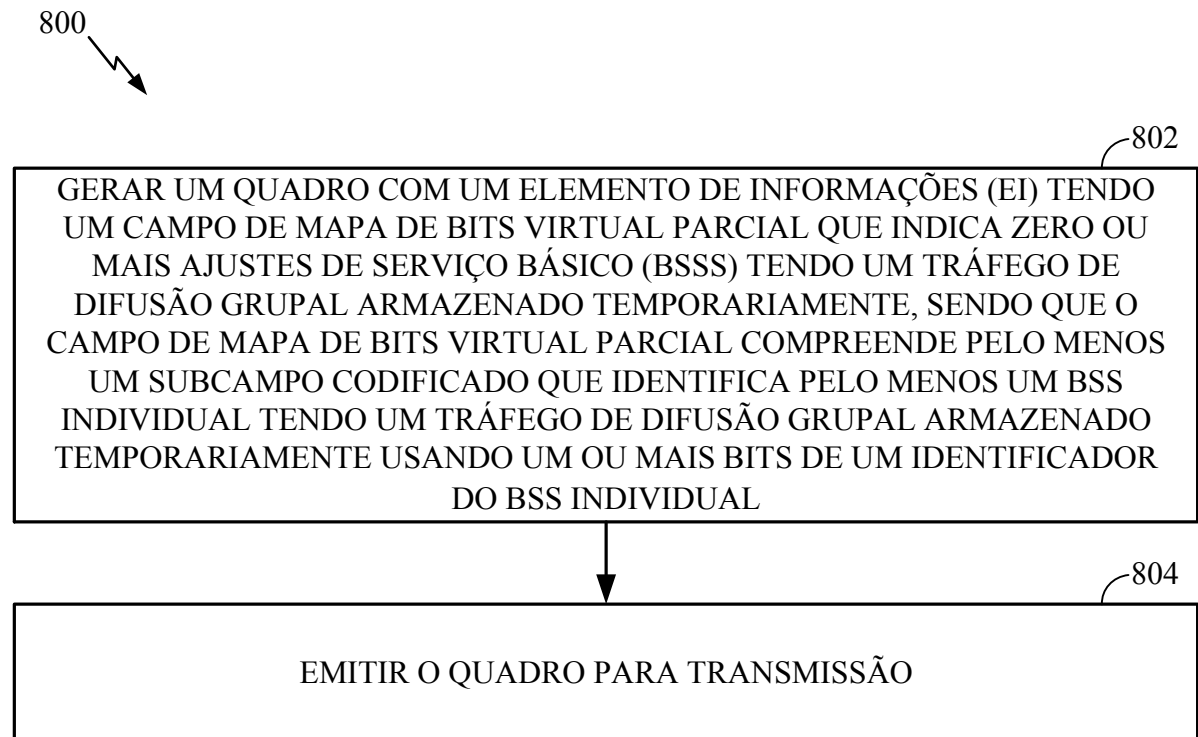 800
802
GERAR UM QUADRO COM UM ELEMENTO DE INFORMAÇÕES (EI) TENDO
UM CAMPO DE MAPA DE BITS VIRTUAL PARCIAL QUE INDICA ZERO OU
MAIS AJUSTES DE SERVIÇO BÁSICO (BSSS) TENDO UM TRÁFEGO DE
DIFUSÃO GRUPAL ARMAZENADO TEMPORARIAMENTE, SENDO QUE O
CAMPO DE MAPA DE BITS VIRTUAL PARCIAL COMPREENDE PELO MENOS
UM SUBCAMPO CODIFICADO QUE IDENTIFICA PELO MENOS UM BSS
INDIVIDUAL TENDO UM TRÁFEGO DE DIFUSÃO GRUPAL ARMAZENADO
TEMPORARIAMENTE USANDO UM OU MAIS BITS DE UM IDENTIFICADOR
DO BSS INDIVIDUAL
804
EMITIR O QUADRO PARA TRANSMISSÃO